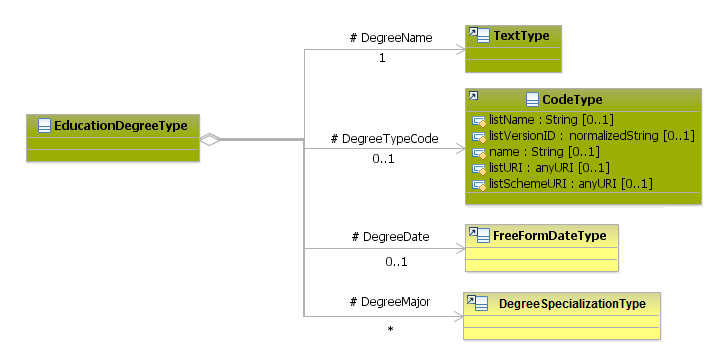 # DegreeName
TextType
1
EducationDegreeType
CodeType
listName : String [0..1]
listVersionID : normalizedString [0..1]
name : String [0..1]
listURI : anyURI [0..1]
listSchemeURI : anyURI [0..1]
# DegreeTypeCode
0..1
# DegreeDate
FreeFormDateType
0..1
# DegreeMajor
DegreeSpecializationType
*